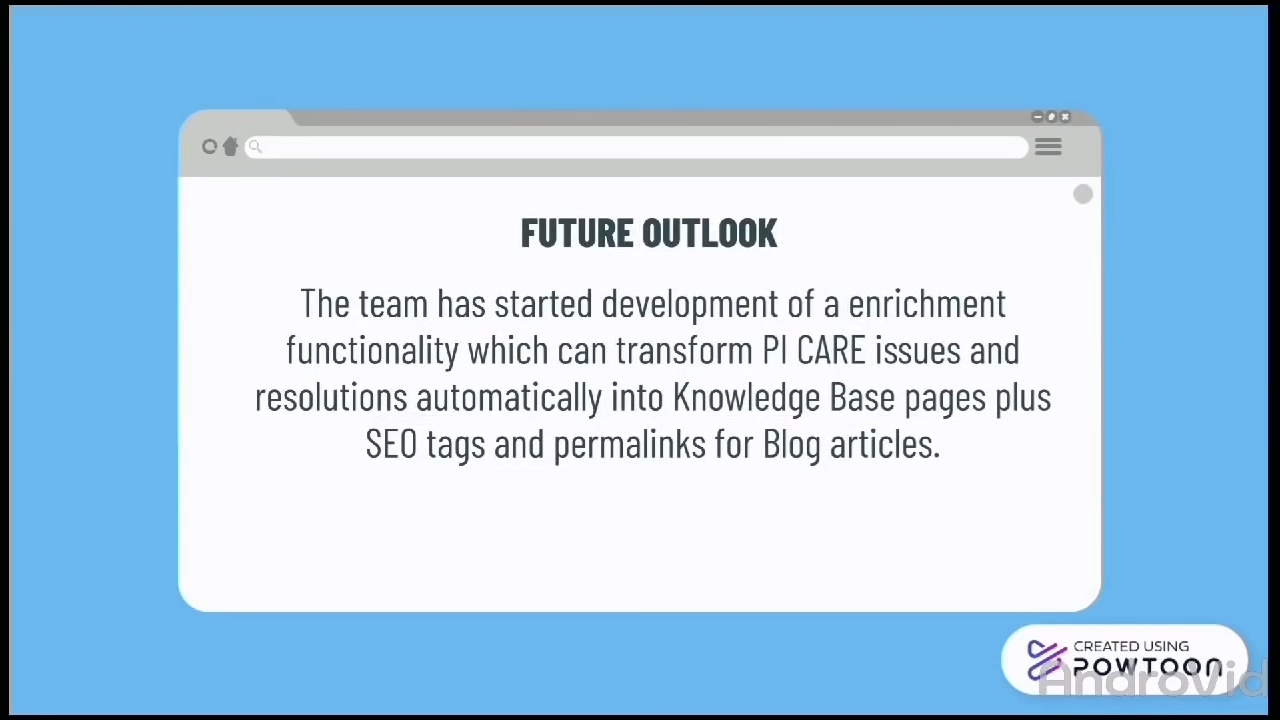 FUTURE OUTLOOK
The team has started development of a enrichment
functionality which can transform PI CARE issues and
resolutions automatically into Knowledge Base pages plus
SEO tags and permalinks for Blog articles.
CREATED USING
POWTOON
AndroVid